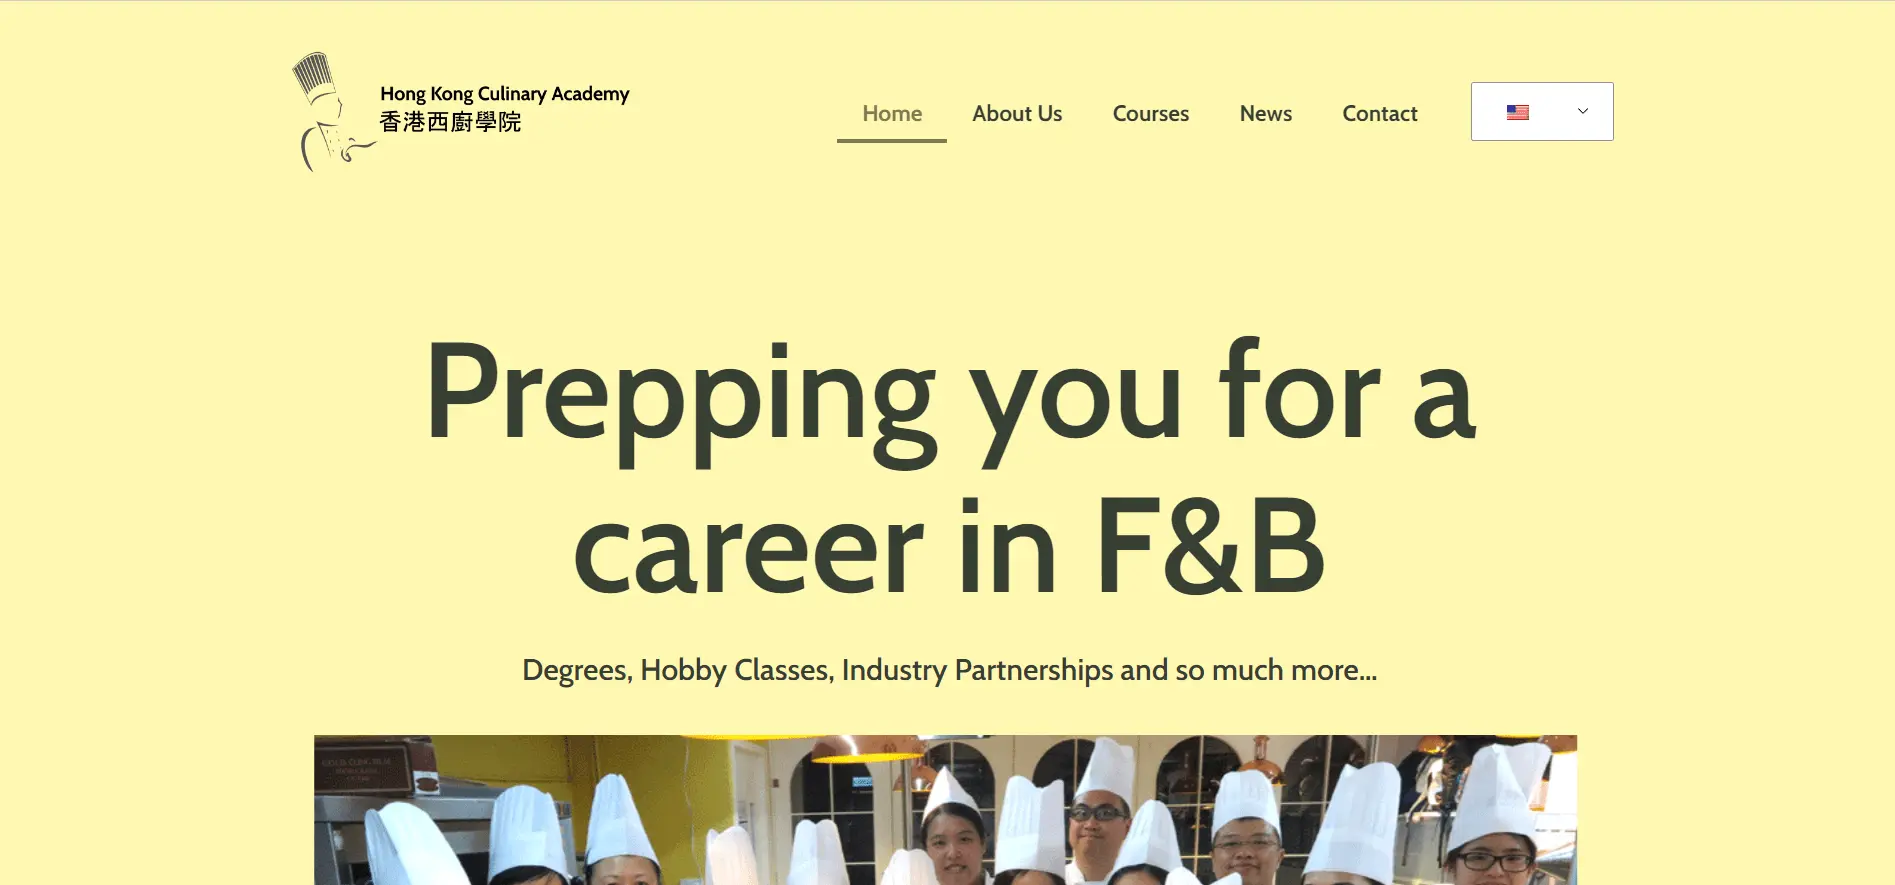 Hong Kong Culinary Academy
香港西廚學院
Home About Us Courses News Contact
Prepping you for a
career in F&B
Degrees, Hobby Classes, Industry Partnerships and so much more...